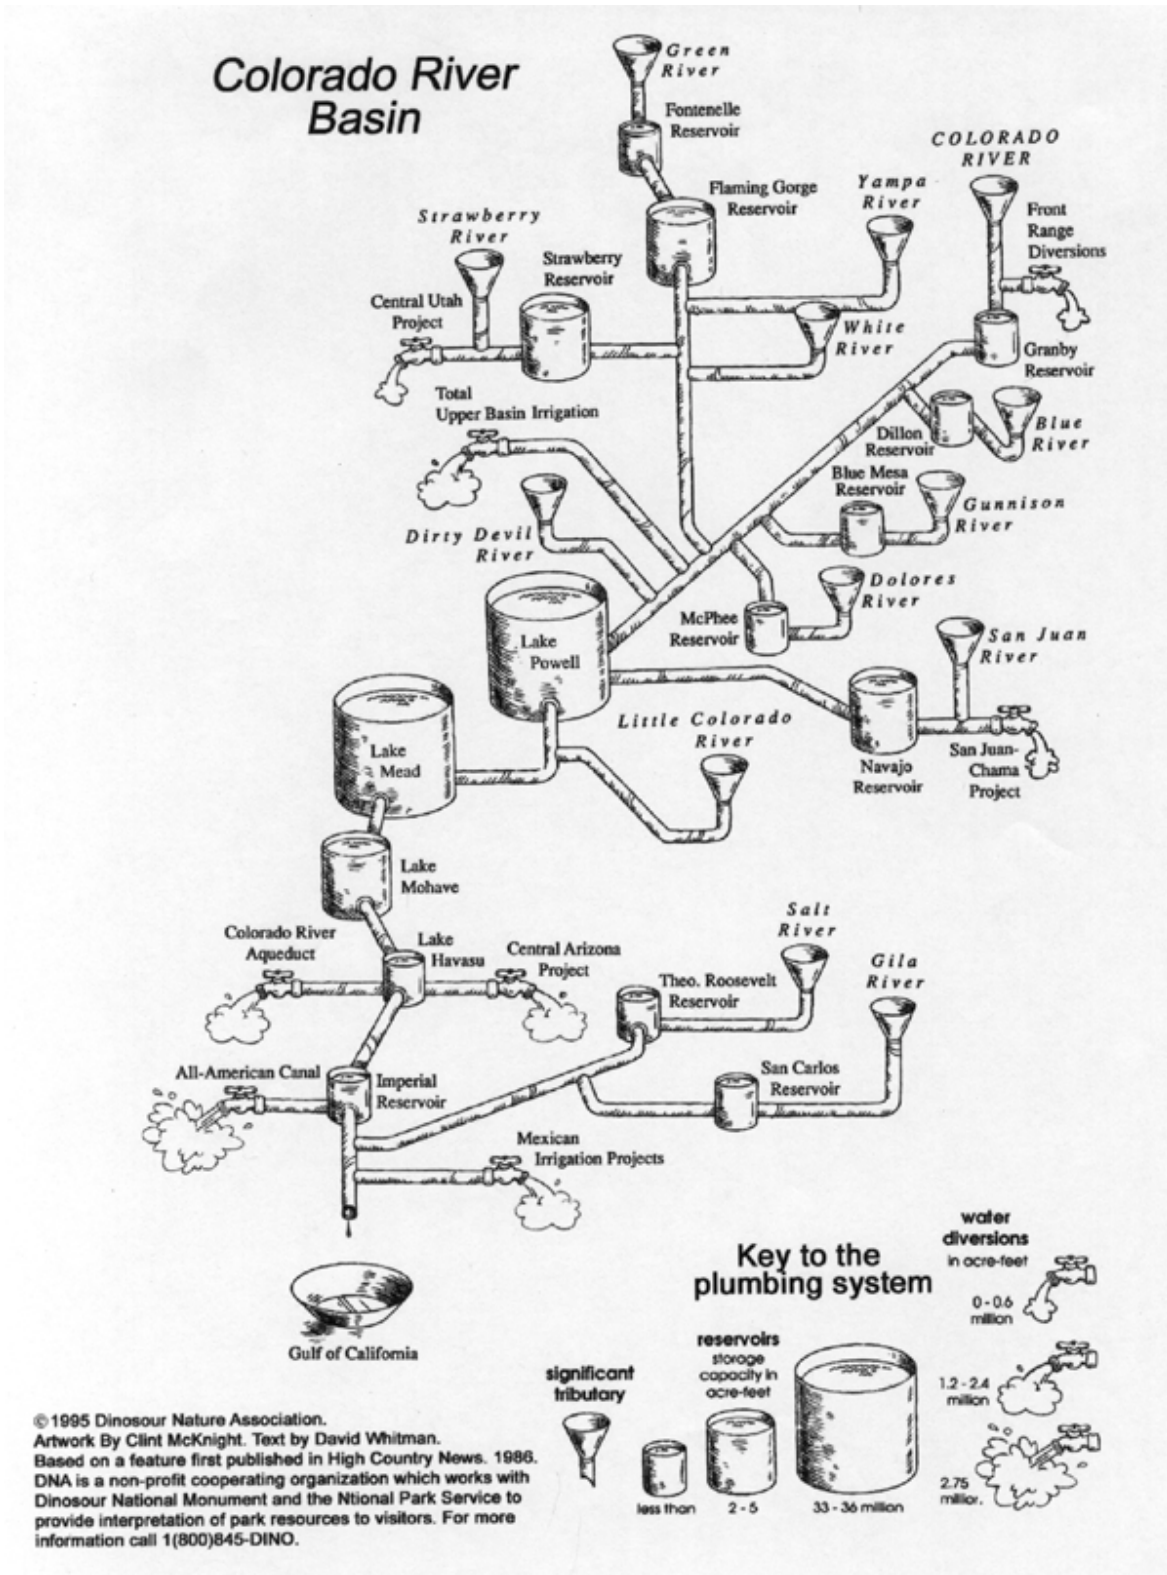 Colorado River
Basin
Green
River
Fontenelle
Reservoir
COLORADO
RIVER
Flaming Gorge
Reservoir
Yampa
River
Strawberry
River
Front
Range
Diversions
Strawberry
Reservoir
Central Utah
Project
White
River
Granby
Reservoir
Total
Upper Basin Irrigation
Dillon
Reservoir
Blue
River
Blue Mesa
Reservoir
Gunnison
River
Dirty Devil
River
Dolores
River
McPhee
Reservoir
Lake
Powell
San Juan
River
Little Colorado
River
Lake
Mead
Navajo
Reservoir
San Juan-
Chama
Project
Lake
Mohave
Salt
River
Colorado River
Aqueduct
Lake
Havasu
Central Arizona
Project
Gila
River
Theo. Roosevelt
Reservoir
All-American Canal
Imperial
Reservoir
San Carlos
Reservoir
Mexican
Irrigation Projects
Gulf of California
Key to the
plumbing system
water
diversions
in acre-feet
0-0.6
million
1.2 - 2.4
million
2.75
million.
reservoirs
storage
capacity in
acre-feet
significant
tributary
less than
2 - 5
33 - 36 million
©1995 Dinosour Nature Association.
Artwork By Clint McKnight. Text by David Whitman.
Based on a feature first published in High Country News. 1986.
DNA is a non-profit cooperating organization which works with
Dinosour National Monument and the Ntional Park Service to
provide interpretation of park resources to visitors. For more
information call 1(800)845-DINO.